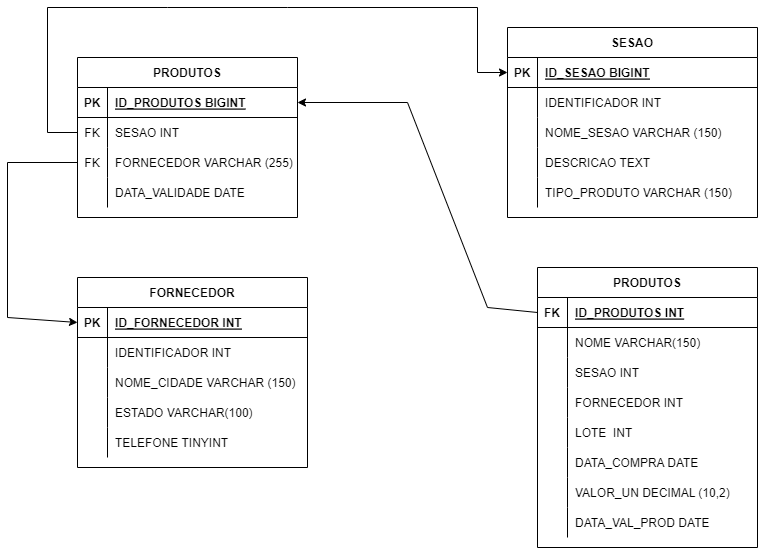 PRODUTOS
PK ID_PRODUTOS BIGINT
FK SESAO INT
FK FORNECEDOR VARCHAR (255)
DATA_VALIDADE DATE
SESAO
PK ID_SESAO BIGINT
IDENTIFICADOR INT
NOME_SESAO VARCHAR (150)
DESCRICAO TEXT
TIPO_PRODUTO VARCHAR (150)
FORNECEDOR
PK ID_FORNECEDOR INT
IDENTIFICADOR INT
NOME_CIDADE VARCHAR (150)
ESTADO VARCHAR(100)
TELEFONE TINYINT
PRODUTOS
FK ID_PRODUTOS INT
NOME VARCHAR(150)
SESAO INT
FORNECEDOR INT
LOTE  INT
DATA_COMPRA DATE
VALOR_UN DECIMAL (10,2)
DATA_VAL_PROD DATE